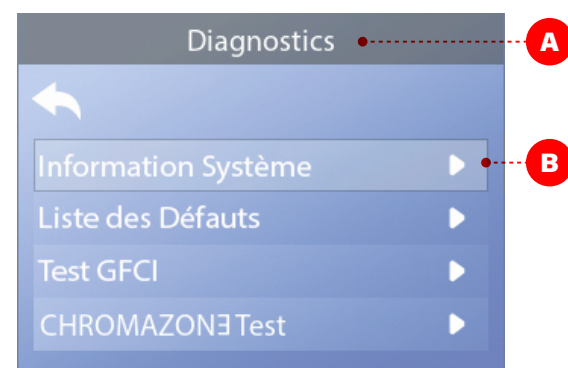 Diagnostics
A
Information Système
B
Liste des Défauts
Test GFCI
CHROMAZONƎ Test